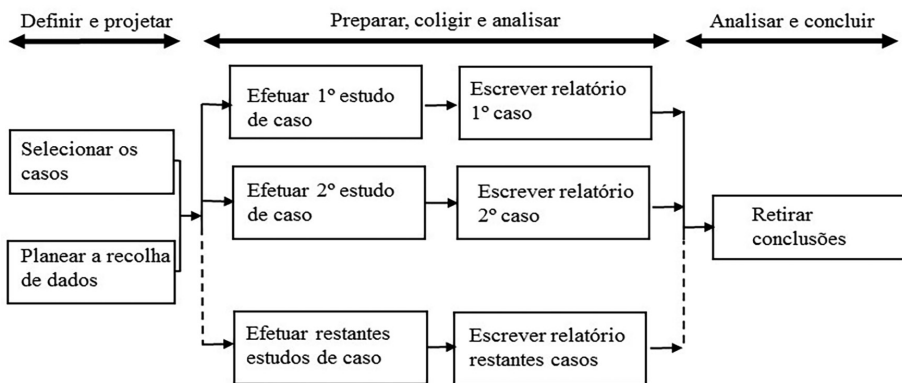 Definir e projetar
Preparar, coligir e analisar
Analisar e concluir
Selecionar os
casos
Planear a recolha
de dados
Efetuar 1º estudo
de caso
Escrever relatório
1º caso
Efetuar 2º estudo
de caso
Escrever relatório
2º caso
Efetuar restantes
estudos de caso
Escrever relatório
restantes casos
Retirar
conclusões